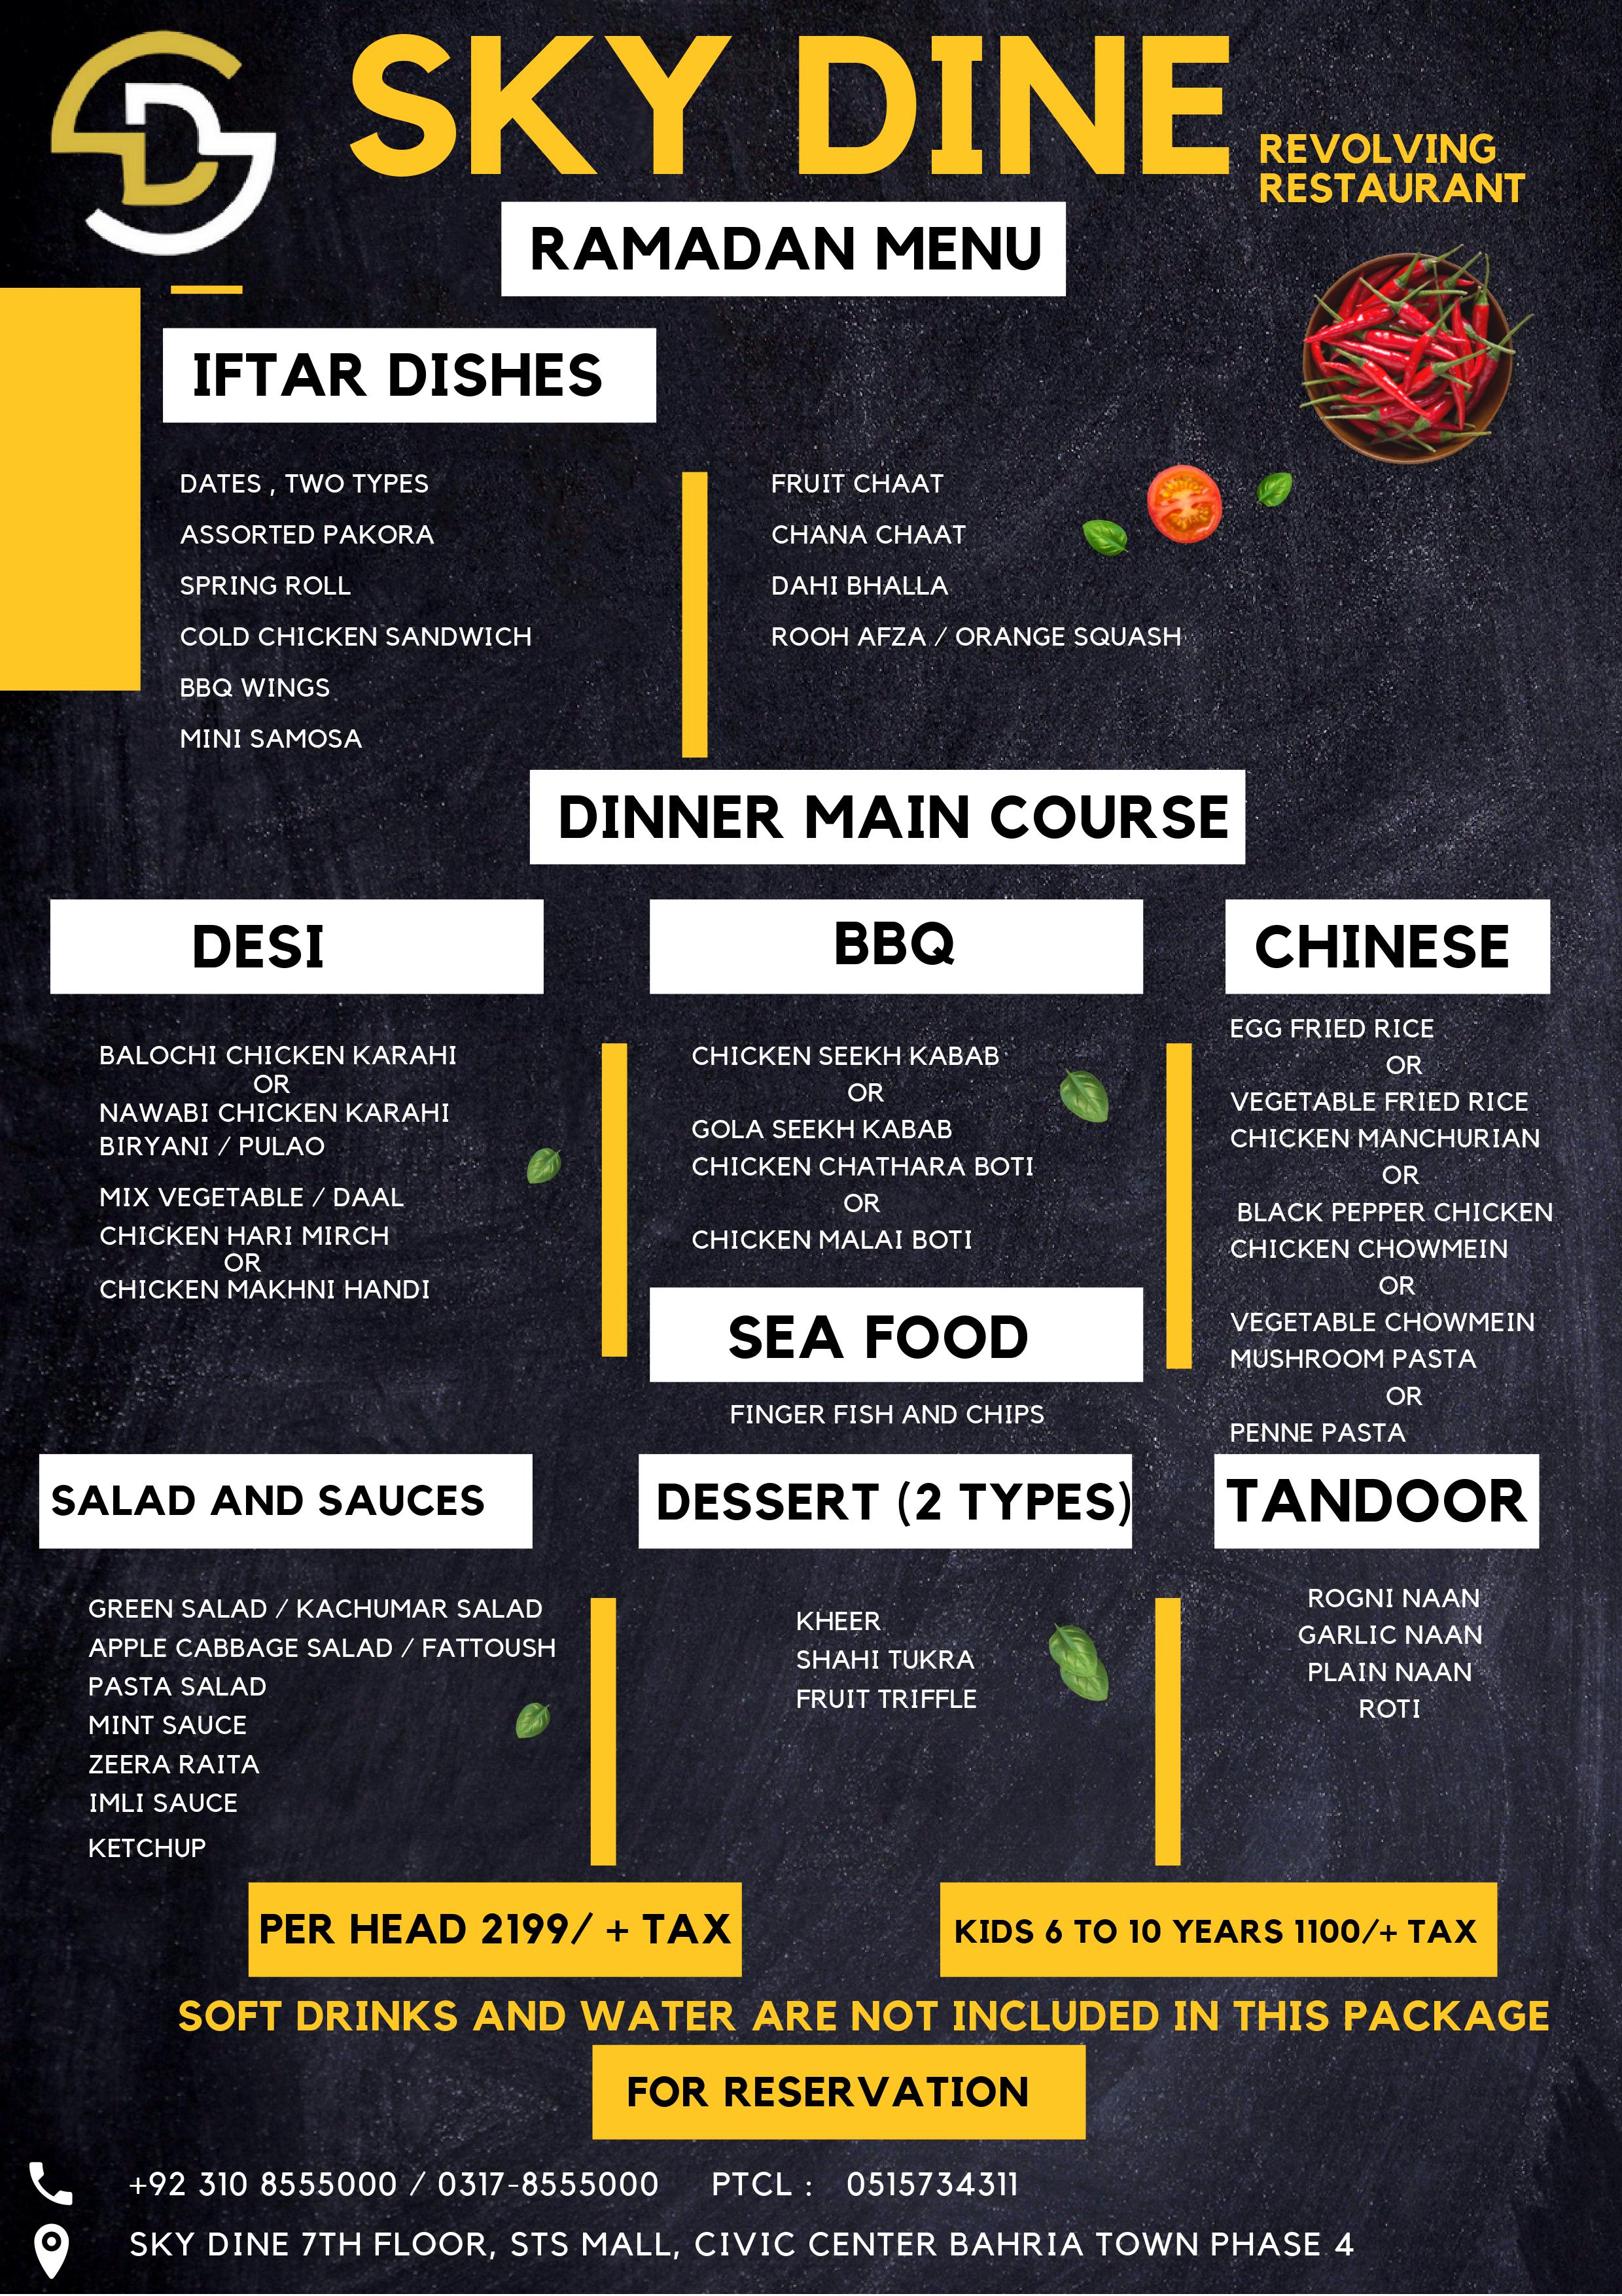 SKY DINE
REVOLVING
RESTAURANT
RAMADAN MENU
IFTAR DISHES
DATES , TWO TYPES
ASSORTED PAKORA
SPRING ROLL
COLD CHICKEN SANDWICH
BBQ WINGS
MINI SAMOSA
FRUIT CHAAT
CHANA CHAAT
DAHI BHALLA
ROOH AFZA / ORANGE SQUASH
DINNER MAIN COURSE
DESI
BALOCHI CHICKEN KARAHI
OR
NAWABI CHICKEN KARAHI
BIRYANI / PULAO
MIX VEGETABLE / DAAL
CHICKEN HARI MIRCH
OR
CHICKEN MAKHNI HANDI
BBQ
CHICKEN SEEKH KABAB
OR
GOLA SEEKH KABAB
CHICKEN CHATHARA BOTI
OR
CHICKEN MALAI BOTI
SEA FOOD
FINGER FISH AND CHIPS
CHINESE
EGG FRIED RICE
OR
VEGETABLE FRIED RICE
CHICKEN MANCHURIAN
OR
BLACK PEPPER CHICKEN
CHICKEN CHOWMEIN
OR
VEGETABLE CHOWMEIN
MUSHROOM PASTA
OR
PENNE PASTA
SALAD AND SAUCES
GREEN SALAD / KACHUMAR SALAD
APPLE CABBAGE SALAD / FATTOUSH
PASTA SALAD
MINT SAUCE
ZEERA RAITA
IMLI SAUCE
KETCHUP
DESSERT (2 TYPES)
KHEER
SHAHI TUKRA
FRUIT TRIFFLE
TANDOOR
ROGNI NAAN
GARLIC NAAN
PLAIN NAAN
ROTI
PER HEAD 2199/ + TAX
KIDS 6 TO 10 YEARS 1100/+ TAX
SOFT DRINKS AND WATER ARE NOT INCLUDED IN THIS PACKAGE
FOR RESERVATION
+92 310 8555000 / 0317-8555000 PTCL : 0515734311
SKY DINE 7TH FLOOR, STS MALL, CIVIC CENTER BAHRIA TOWN PHASE 4